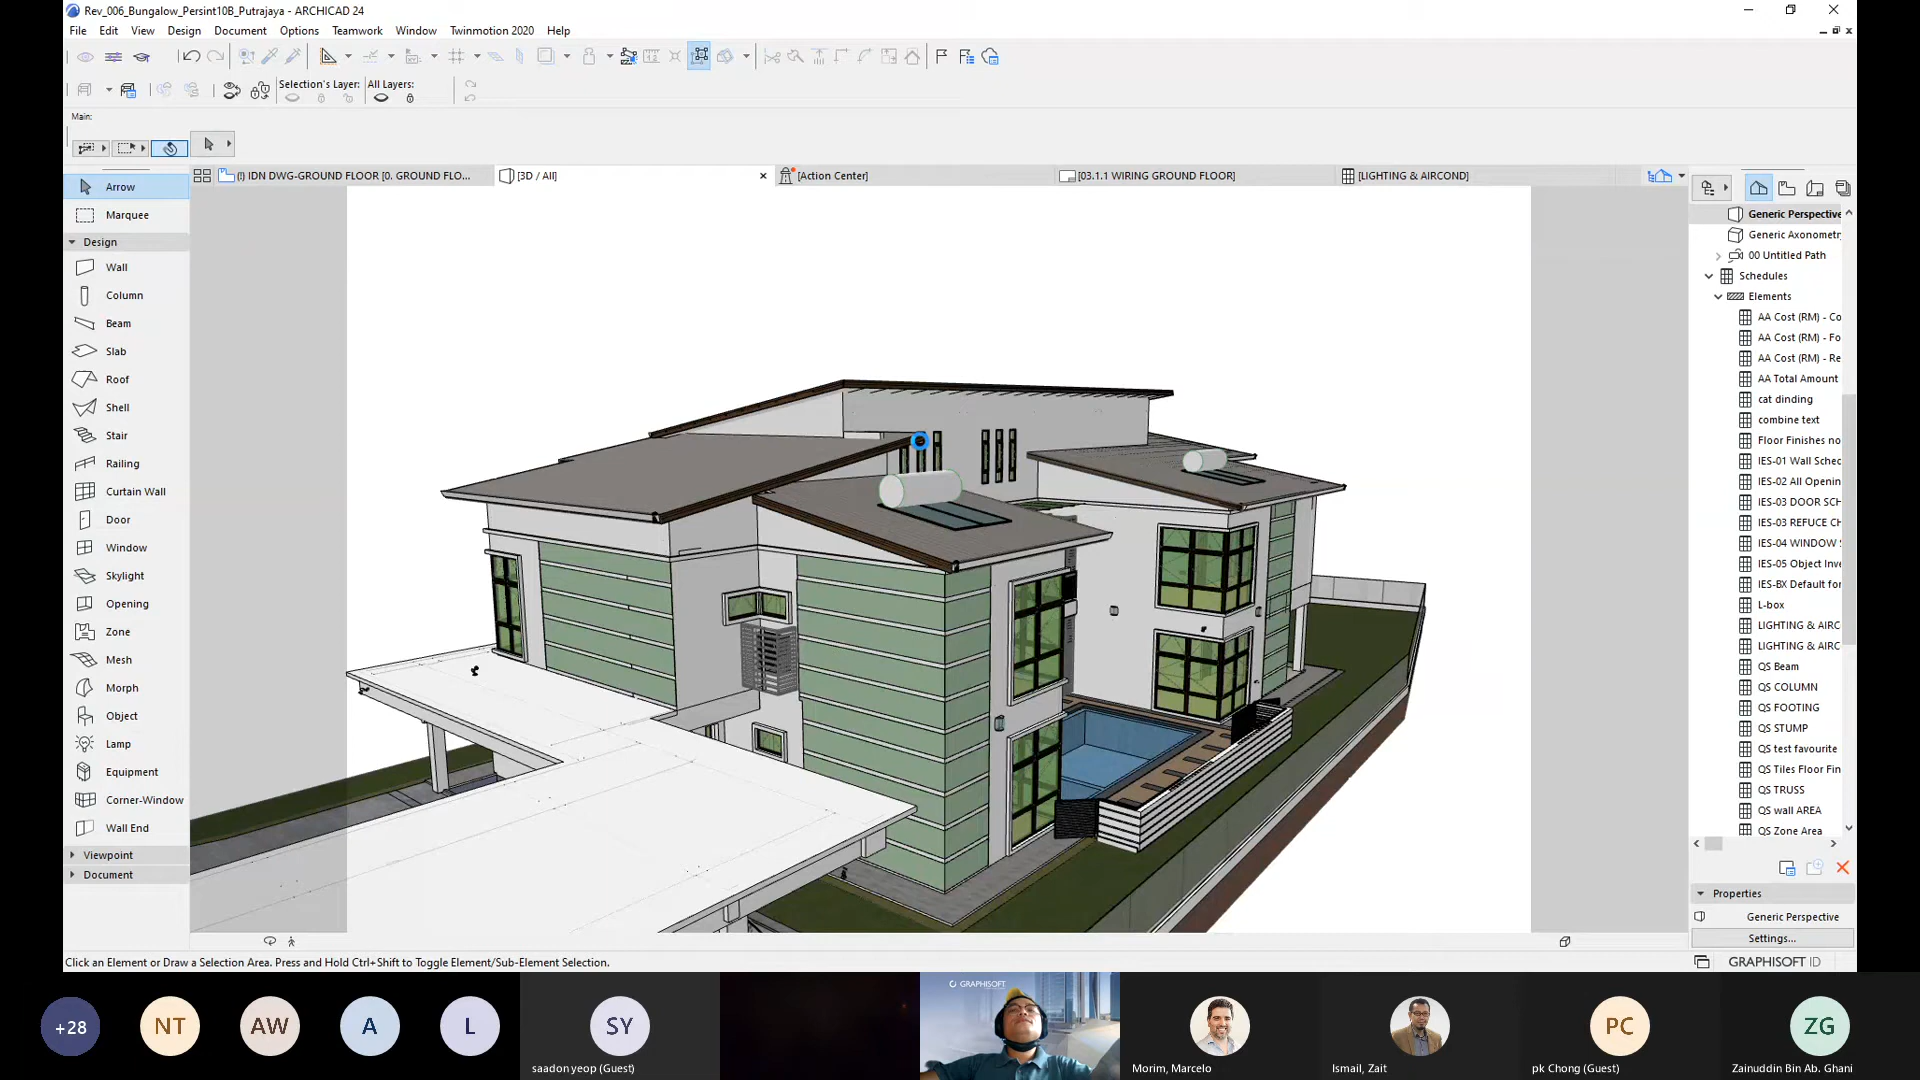 Rev_006_Bungalow_Persint10B_Putrajaya - ARCHICAD 24
File Edit View Design Document Options Teamwork Window Twinmotion 2020 Help
Selection's Layer: All Layers:
Main:
(!) IDN DWG-GROUND FLOOR [0. GROUND FLO... [3D / All] [Action Center] [03.1.1 WIRING GROUND FLOOR] [LIGHTING & AIRCOND]
Arrow
Marquee
Design
Wall
Column
Beam
Slab
Roof
Shell
Stair
Railing
Curtain Wall
Door
Window
Skylight
Opening
Zone
Mesh
Morph
Object
Lamp
Equipment
Corner-Window
Wall End
Viewpoint
Document
Generic Perspective
Generic Axonometr
00 Untitled Path
Schedules
Elements
AA Cost (RM) - Co
AA Cost (RM) - Fo
AA Cost (RM) - Re
AA Total Amount
cat dinding
combine text
Floor Finishes no
IES-01 Wall Sched
IES-02 All Openin
IES-03 DOOR SCH
IES-03 REFUCE CH
IES-04 WINDOW S
IES-05 Object Inve
IES-BX Default for
L-box
LIGHTING & AIRC
LIGHTING & AIRC
QS Beam
QS COLUMN
QS FOOTING
QS STUMP
QS test favourite
QS Tiles Floor Fin
QS TRUSS
QS wall AREA
QS Zone Area
Properties
Generic Perspective
Settings...
Click an Element or Draw a Selection Area. Press and Hold Ctrl+Shift to Toggle Element/Sub-Element Selection.
GRAPHISOFT ID
GRAPHISOFT
+28 NT AW A L SY PC ZG
saadon yeop (Guest) Morim, Marcelo Ismail, Zait pk Chong (Guest) Zainuddin Bin Ab. Ghani